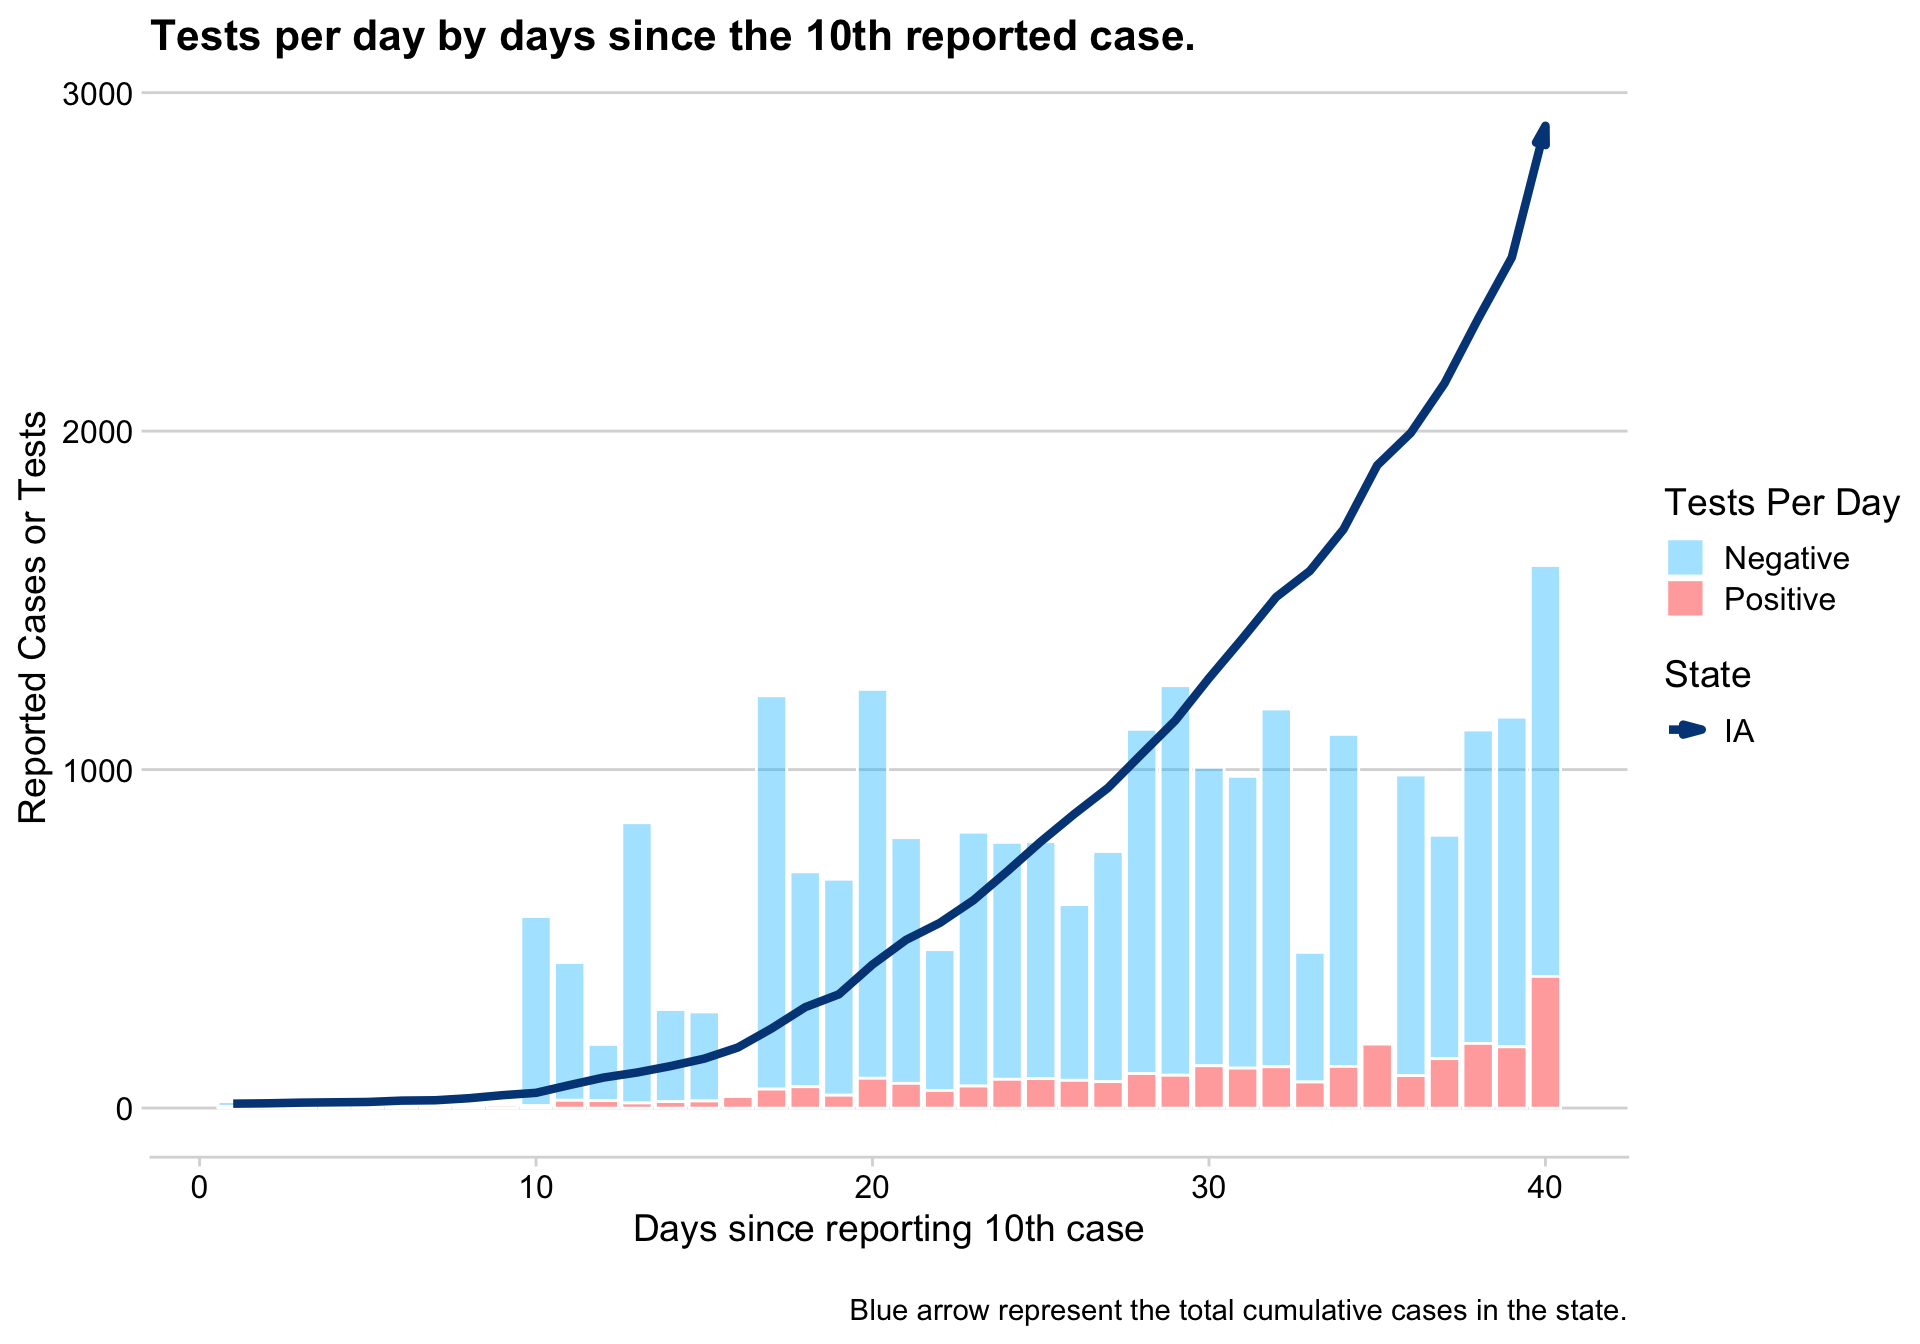 Tests per day by days since the 10th reported case.
3000
2000
1000
0
Reported Cases or Tests
0 10 20 30 40
Days since reporting 10th case
Tests Per Day
Negative
Positive
State
IA
Blue arrow represent the total cumulative cases in the state.